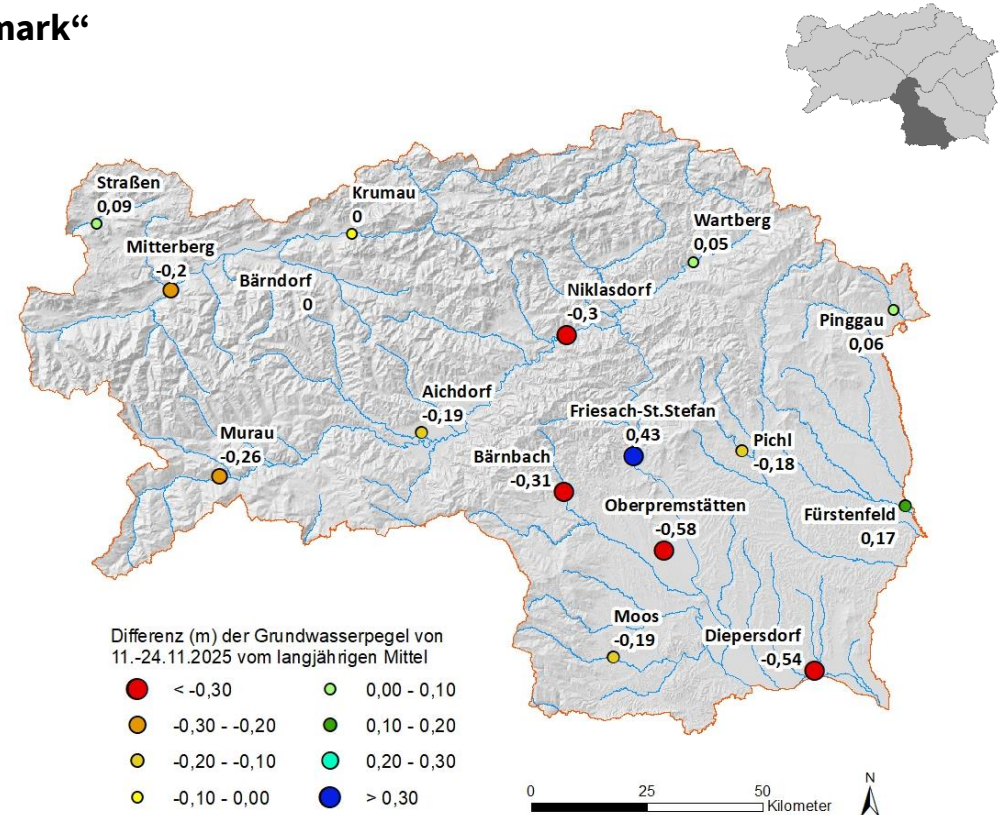 mark“
Straßen
0,09
Krumau
0
Wartberg
0,05
Mitterberg
-0,2
Bärndorf
0
Niklasdorf
-0,3
Pinggau
0,06
Aichdorf
-0,19
Friesach-St.Stefan
0,43
Pichl
-0,18
Murau
-0,26
Bärnbach
-0,31
Oberpremstätten
-0,58
Fürstenfeld
0,17
Moos
-0,19
Diepersdorf
-0,54
Differenz (m) der Grundwasserpegel von
11.-24.11.2025 vom langjährigen Mittel
< -0,30
-0,30 - -0,20
-0,20 - -0,10
-0,10 - 0,00
0,00 - 0,10
0,10 - 0,20
0,20 - 0,30
> 0,30
0 25 50
Kilometer
N